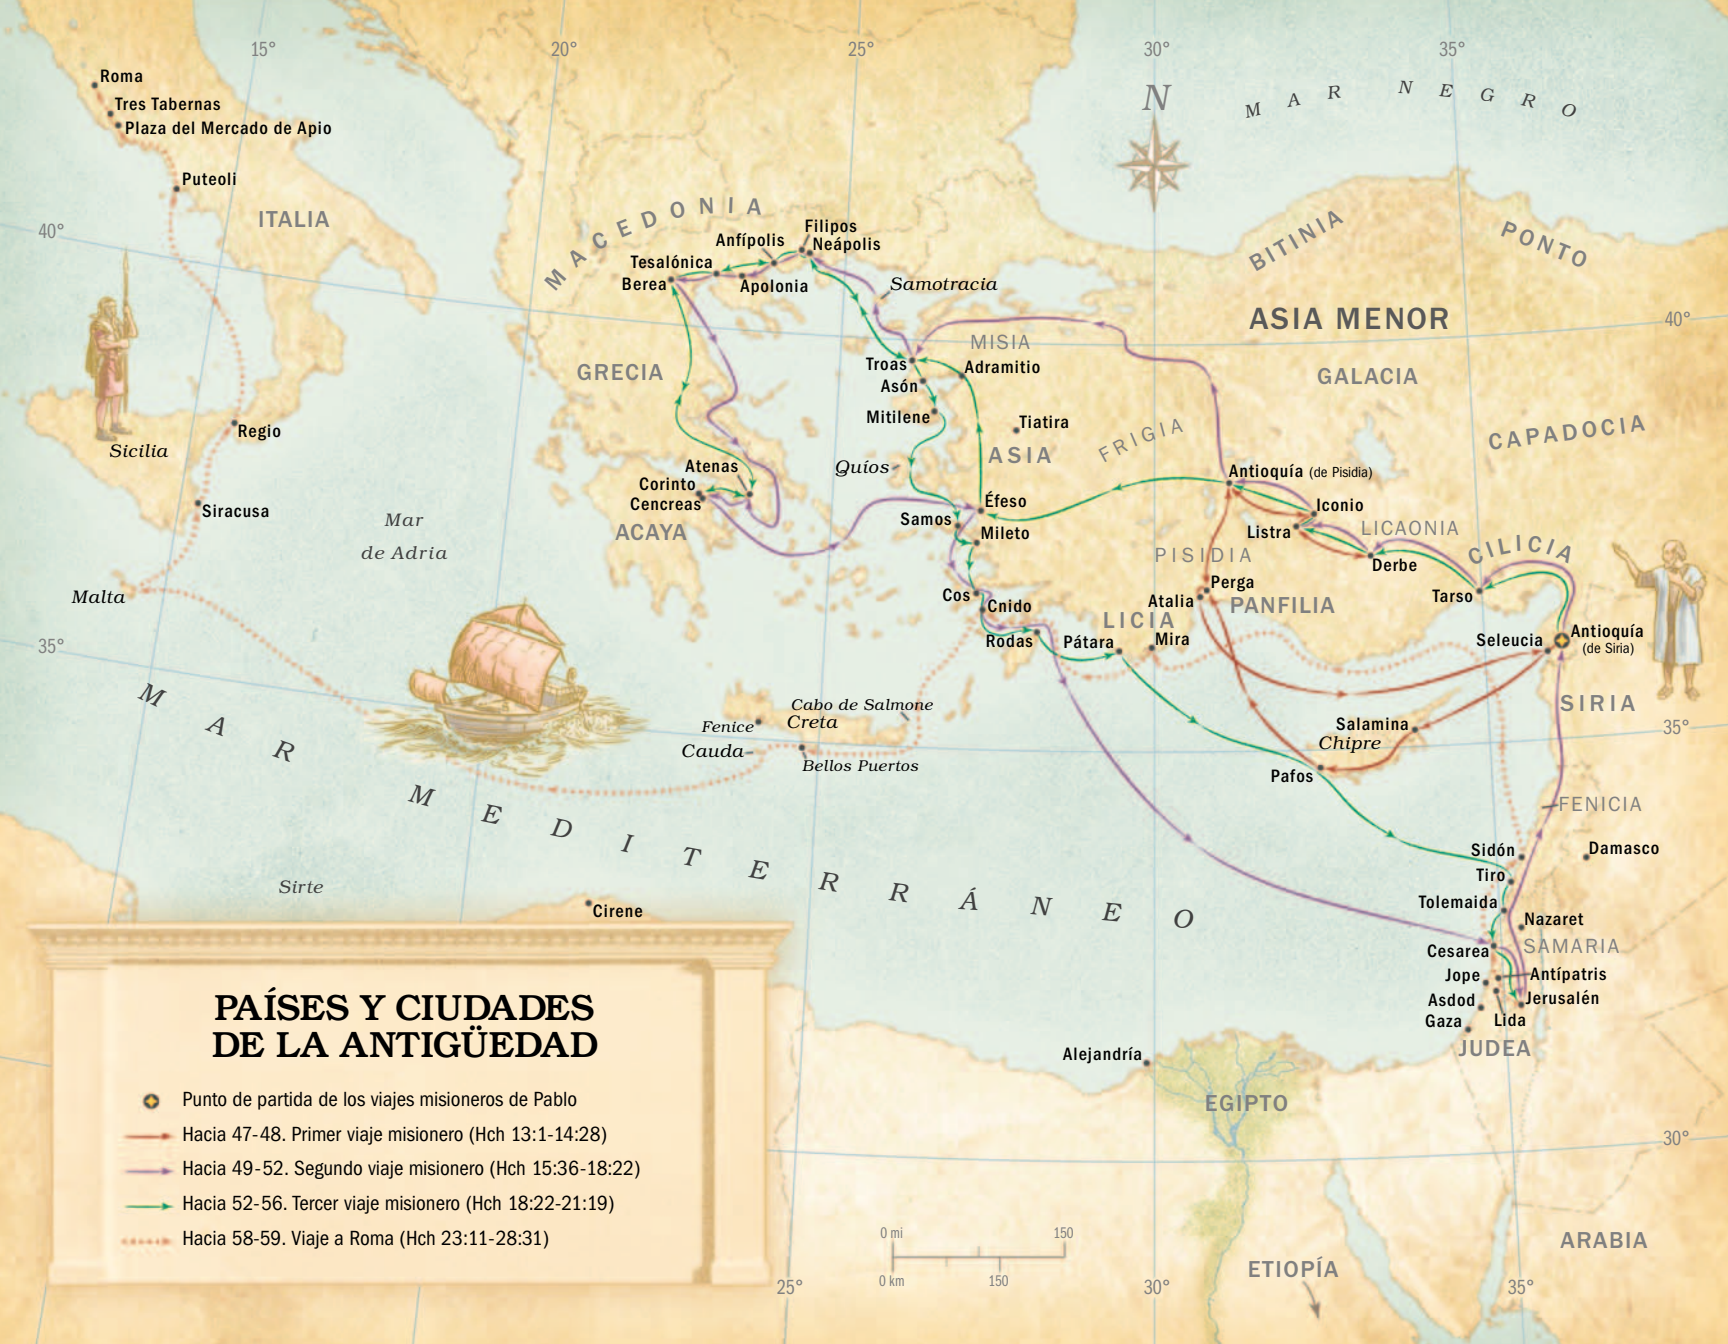 15°
20°
25°
30°
35°
Roma
Tres Tabernas
Plaza del Mercado de Apio
Puteoli
ITALIA
40°
N
MAR NEGRO
MACEDONIA
Filipos
Neápolis
Anfípolis
Tesalónica
Berea
Apolonia
Samotracia
BITINIA
PONTO
ASIA MENOR
40°
MISIA
GRECIA
Troas
Adramitio
Asón
GALACIA
Mitilene
Tiatira
FRIGIA
CAPADOCIA
Regio
Sicilia
ASIA
Quíos
Atenas
Corinto
Cencreas
Antioquía (de Pisidia)
Éfeso
Iconio
Siracusa
Mar
de Adria
ACAYA
Samos
Mileto
Listra
LICAONIA
PISIDIA
Derbe
CILICIA
Malta
Cos
Cnido
Perga
Atalia
PANFILIA
Tarso
LICIA
Rodas
Pátara
Mira
Seleucia
Antioquía
(de Siria)
35°
SIRIA
Cabo de Salmone
Fenice
Creta
Cauda
Bellos Puertos
Salamina
Chipre
35°
Pafos
MAR MEDITERRÁNEO
FENICIA
Sidón
Damasco
Tiro
Sirte
Cirene
Tolemaida
Nazaret
Cesarea
SAMARIA
Jope
Antípatris
Asdod
Jerusalén
Gaza
Lida
JUDEA
Alejandría
EGIPTO
30°
PAÍSES Y CIUDADES
DE LA ANTIGÜEDAD
Punto de partida de los viajes misioneros de Pablo
Hacia 47-48. Primer viaje misionero (Hch 13:1-14:28)
Hacia 49-52. Segundo viaje misionero (Hch 15:36-18:22)
Hacia 52-56. Tercer viaje misionero (Hch 18:22-21:19)
Hacia 58-59. Viaje a Roma (Hch 23:11-28:31)
0 mi 150
0 km 150
ETIOPÍA
ARABIA
25°
30°
35°